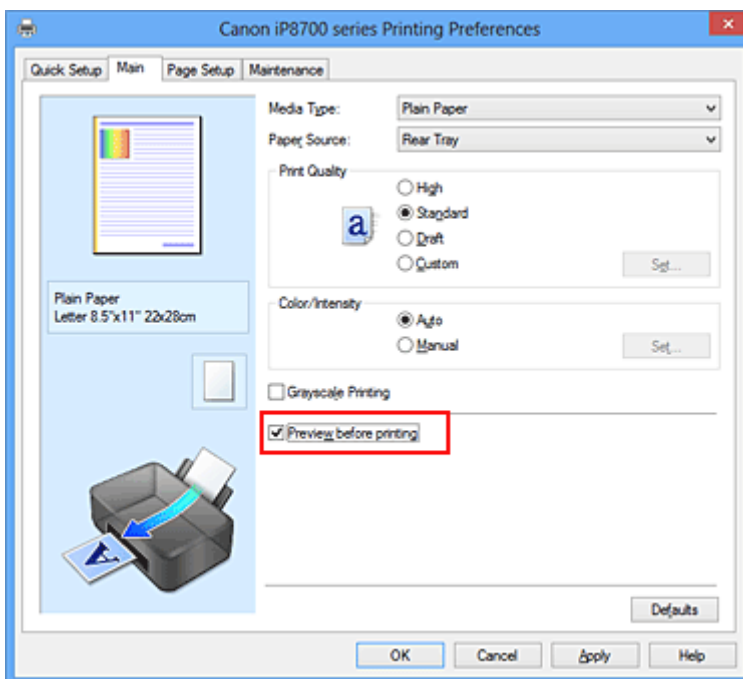 Canon iP8700 series Printing Preferences
Quick Setup Main Page Setup Maintenance
Media Type: Plain Paper
Paper Source: Rear Tray
Print Quality
High
a Standard
Draft
Custom Set...
Plain Paper
Letter 8.5"x11" 22x28cm
Color/Intensity
Auto
Manual Set...
Grayscale Printing
Preview before printing
A
Defaults
OK Cancel Apply Help